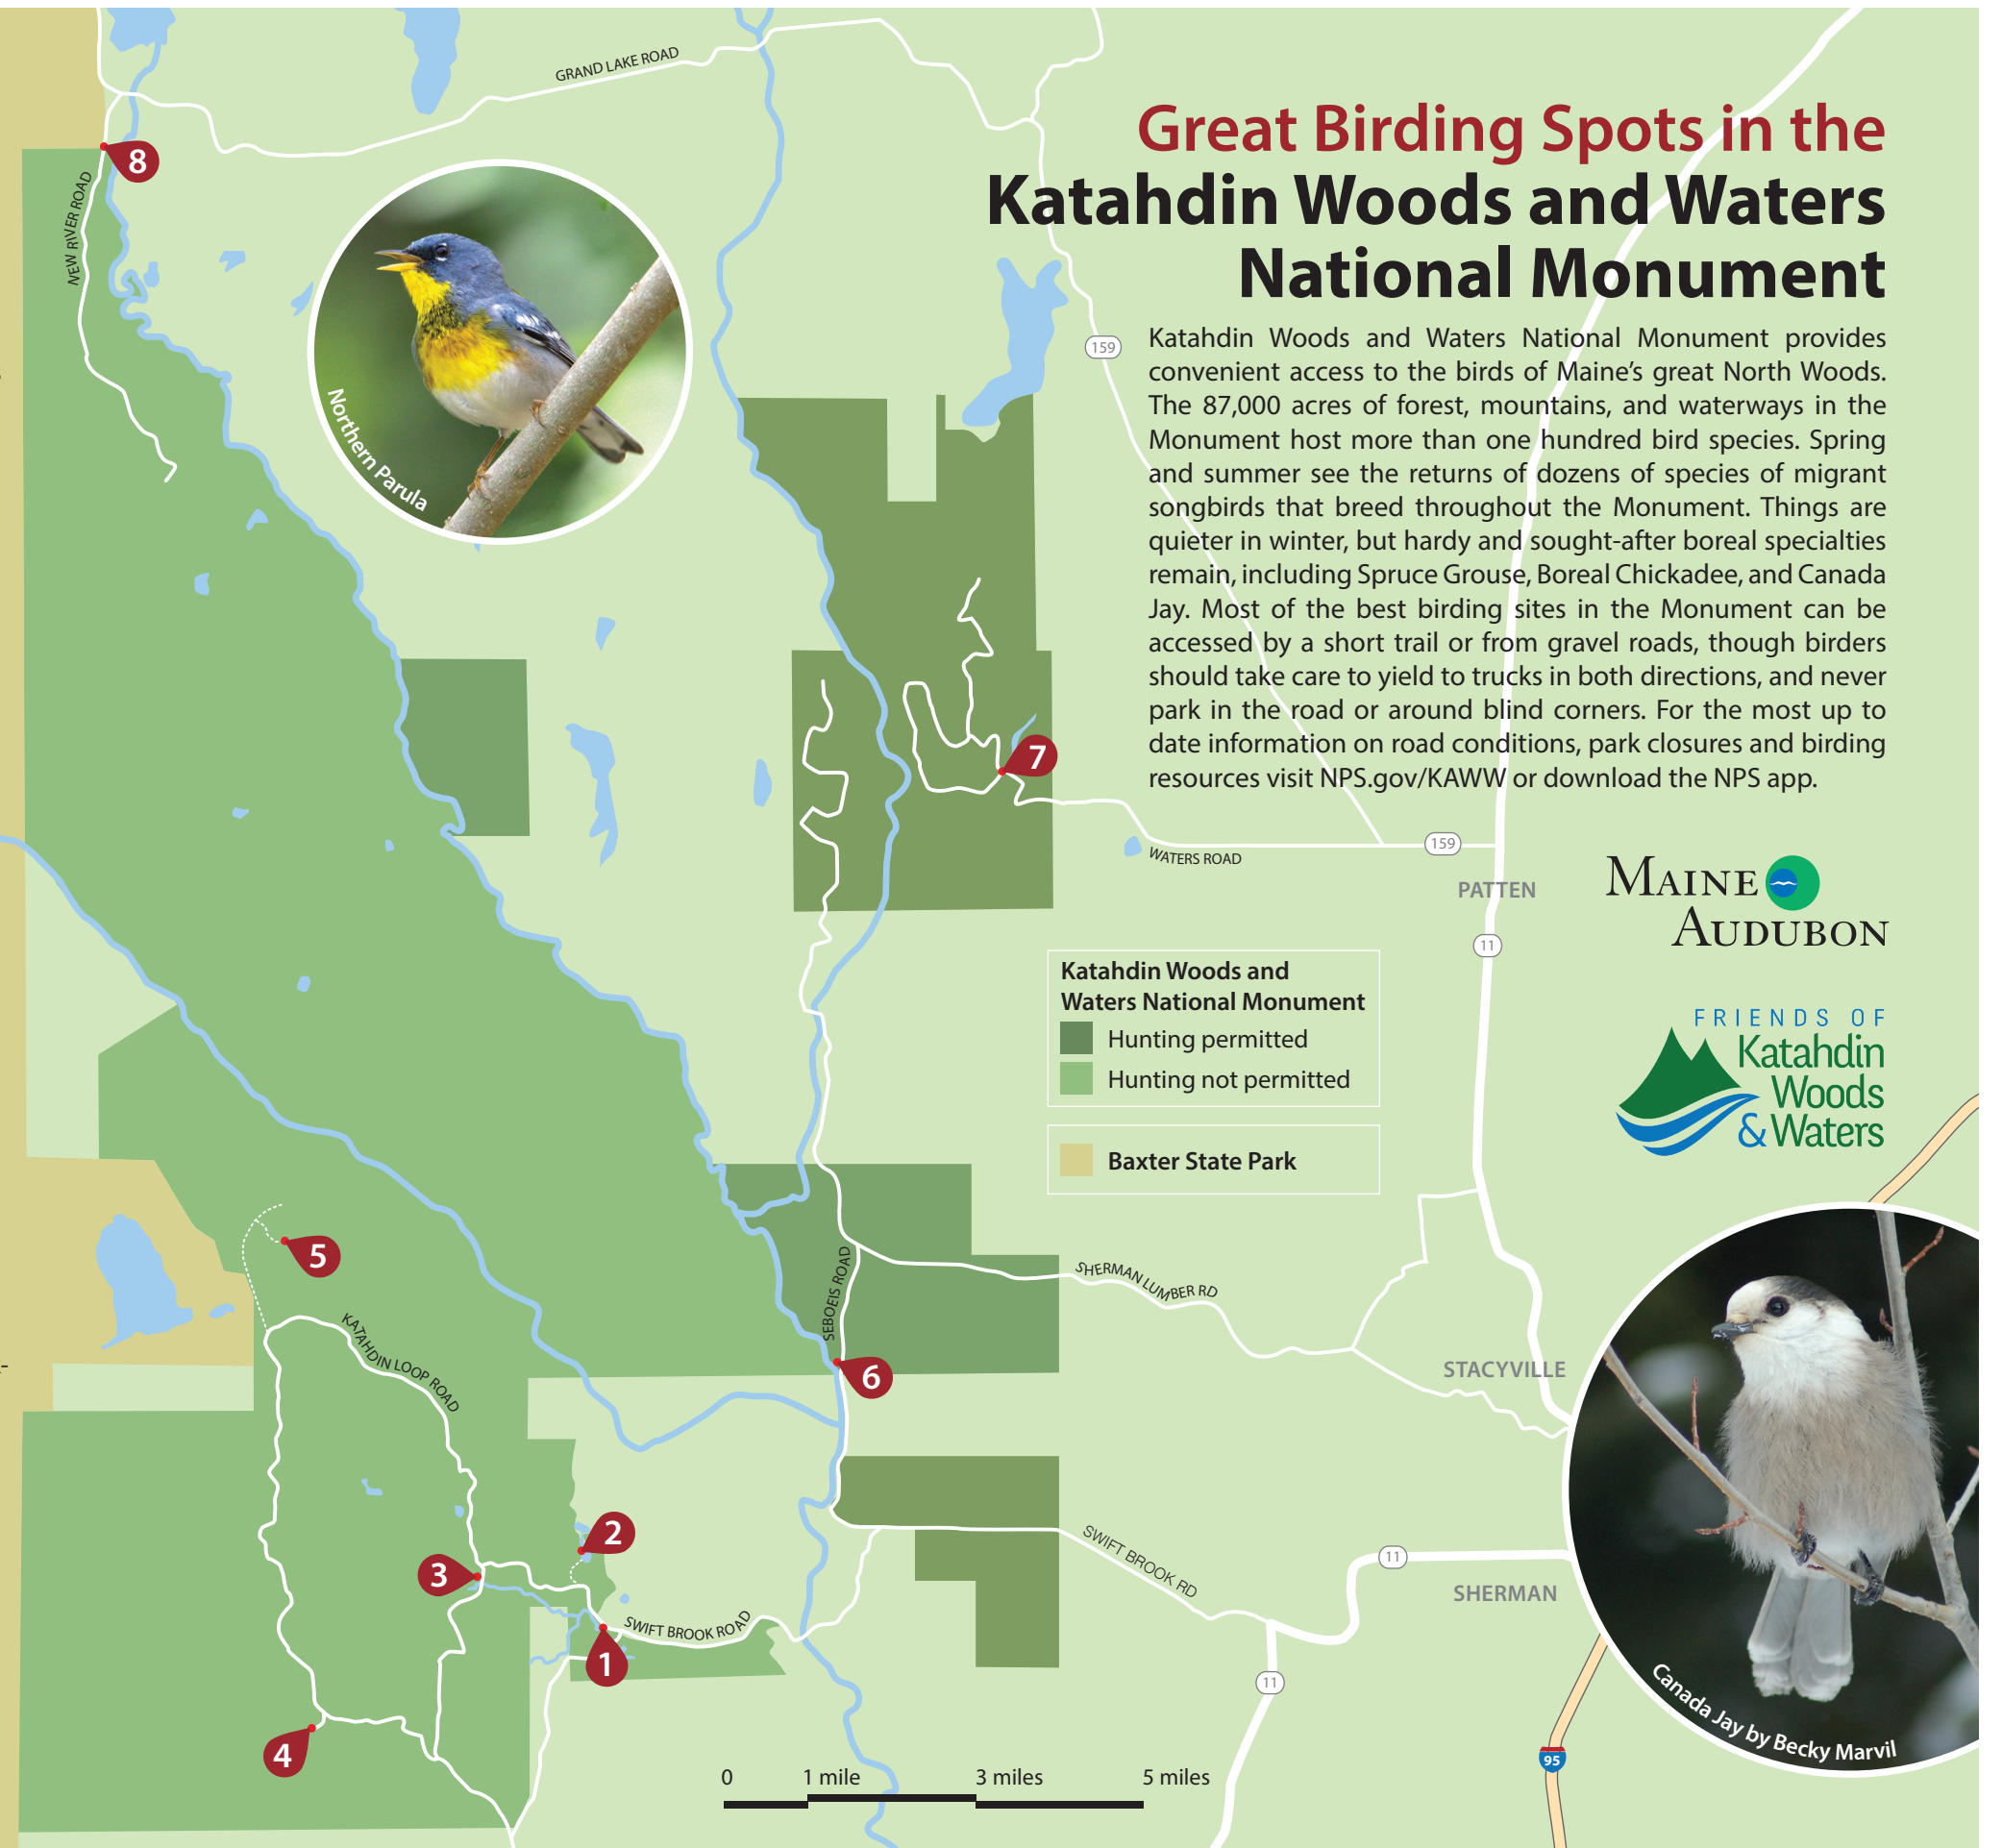 Great Birding Spots in the
Katahdin Woods and Waters
National Monument
Katahdin Woods and Waters National Monument provides
convenient access to the birds of Maine’s great North Woods.
The 87,000 acres of forest, mountains, and waterways in the
Monument host more than one hundred bird species. Spring
and summer see the returns of dozens of species of migrant
songbirds that breed throughout the Monument. Things are
quieter in winter, but hardy and sought-after boreal specialties
remain, including Spruce Grouse, Boreal Chickadee, and Canada
Jay. Most of the best birding sites in the Monument can be
accessed by a short trail or from gravel roads, though birders
should take care to yield to trucks in both directions, and never
park in the road or around blind corners. For the most up to
date information on road conditions, park closures and birding
resources visit NPS.gov/KAWW or download the NPS app.
GRAND LAKE ROAD
8
NEW RIVER ROAD
Northern Parula
159
7
159
WATERS ROAD
PATTEN
11
MAINE
AUDUBON
Katahdin Woods and
Waters National Monument
Hunting permitted
Hunting not permitted
Baxter State Park
FRIENDS OF
Katahdin
Woods
& Waters
5
KATAHDIN LOOP ROAD
SEBOEIS ROAD
SHERMAN LUMBER RD
6
STACYVILLE
2
3
SWIFT BROOK RD
11
SHERMAN
SWIFT BROOK ROAD
1
11
4
Canada Jay by Becky Marvil
95
0 1 mile 3 miles 5 miles